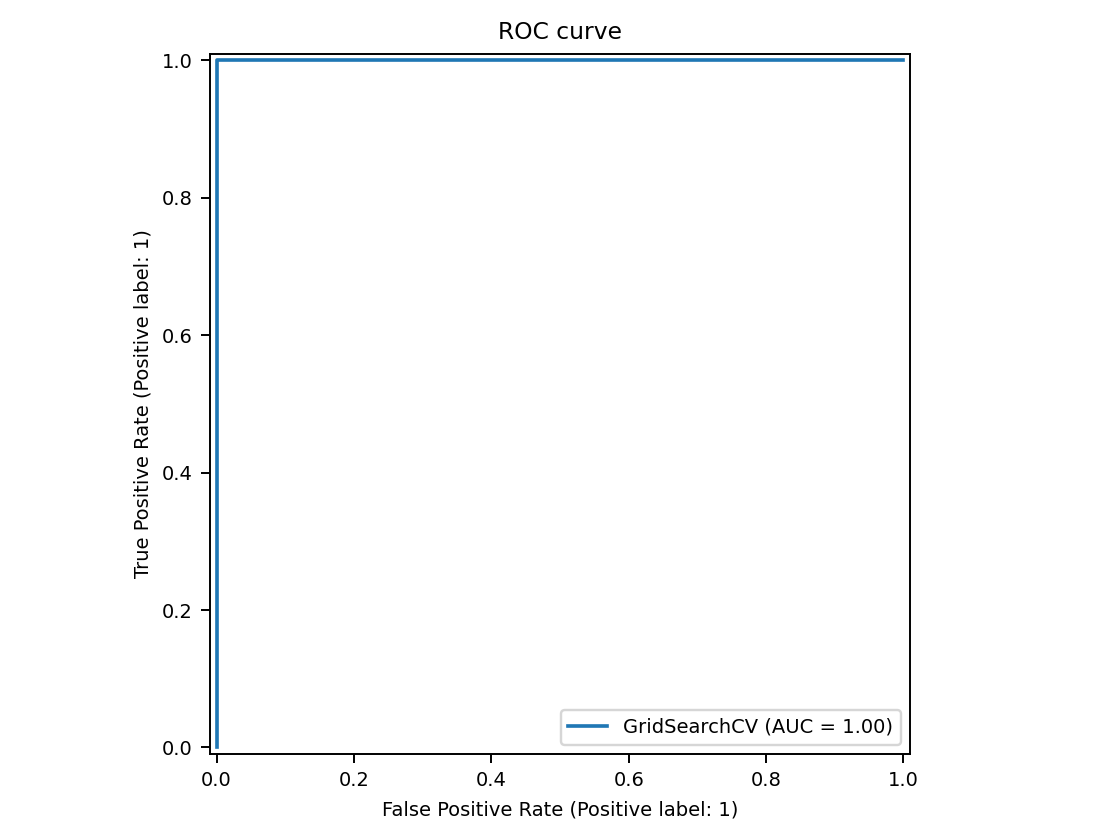 ROC curve
True Positive Rate (Positive label: 1)
1.0
0.8
0.6
0.4
0.2
0.0
GridSearchCV (AUC = 1.00)
0.0 0.2 0.4 0.6 0.8 1.0
False Positive Rate (Positive label: 1)